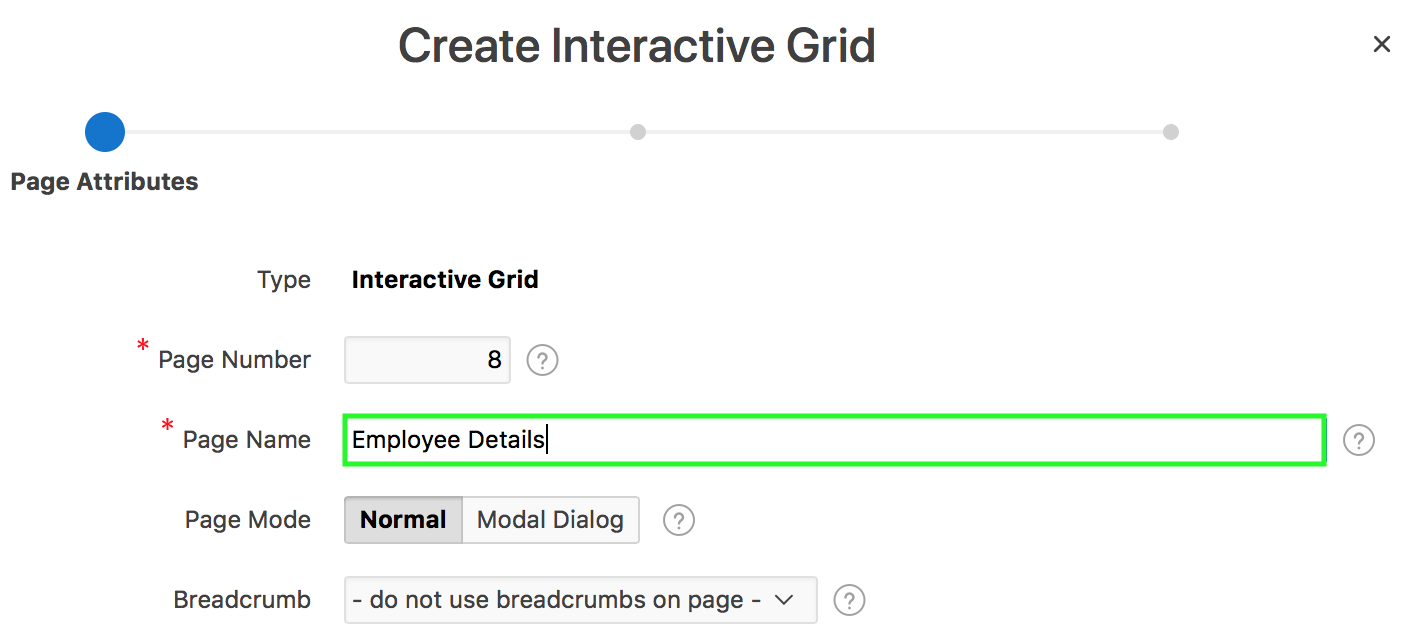 Create Interactive Grid
Page Attributes
Type Interactive Grid
* Page Number 8 ?
* Page Name Employee Details ?
Page Mode Normal Modal Dialog ?
Breadcrumb - do not use breadcrumbs on page - ?